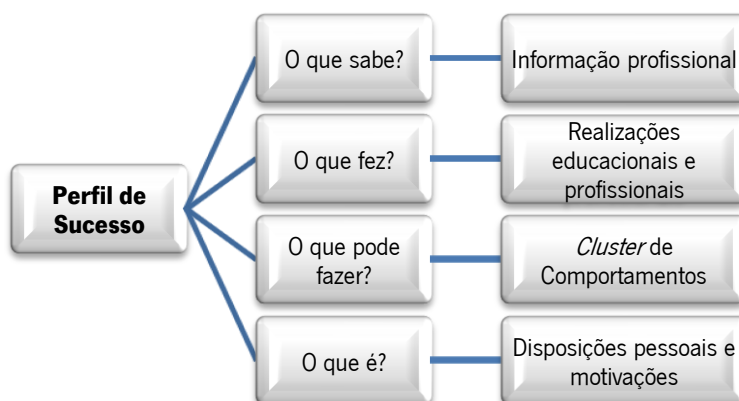 O que sabe?
Informação profissional
O que fez?
Realizações
educacionais e
profissionais
Perfil de
Sucesso
O que pode
fazer?
Cluster de
Comportamentos
O que é?
Disposições pessoais e
motivações